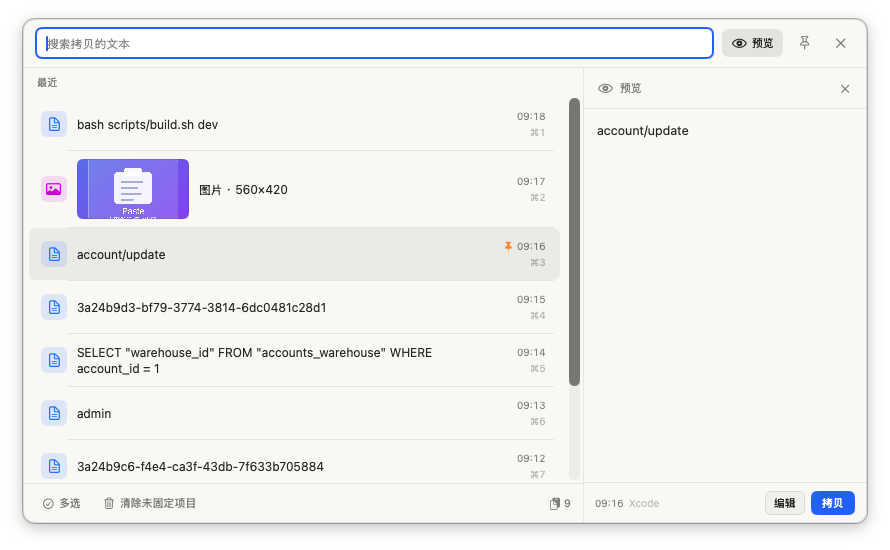 搜索拷贝的文本
预览
最近
bash scripts/build.sh dev
09:18
⌘1
Paste
图片 · 560×420
09:17
⌘2
account/update
09:16
⌘3
3a24b9d3-bf79-3774-3814-6dc0481c28d1
09:15
⌘4
SELECT "warehouse_id" FROM "accounts_warehouse" WHERE
account_id = 1
09:14
⌘5
admin
09:13
⌘6
3a24b9c6-f4e4-ca3f-43db-7f633b705884
09:12
⌘7
多选
清除未固定项目
9
预览
account/update
09:16 Xcode
编辑
拷贝